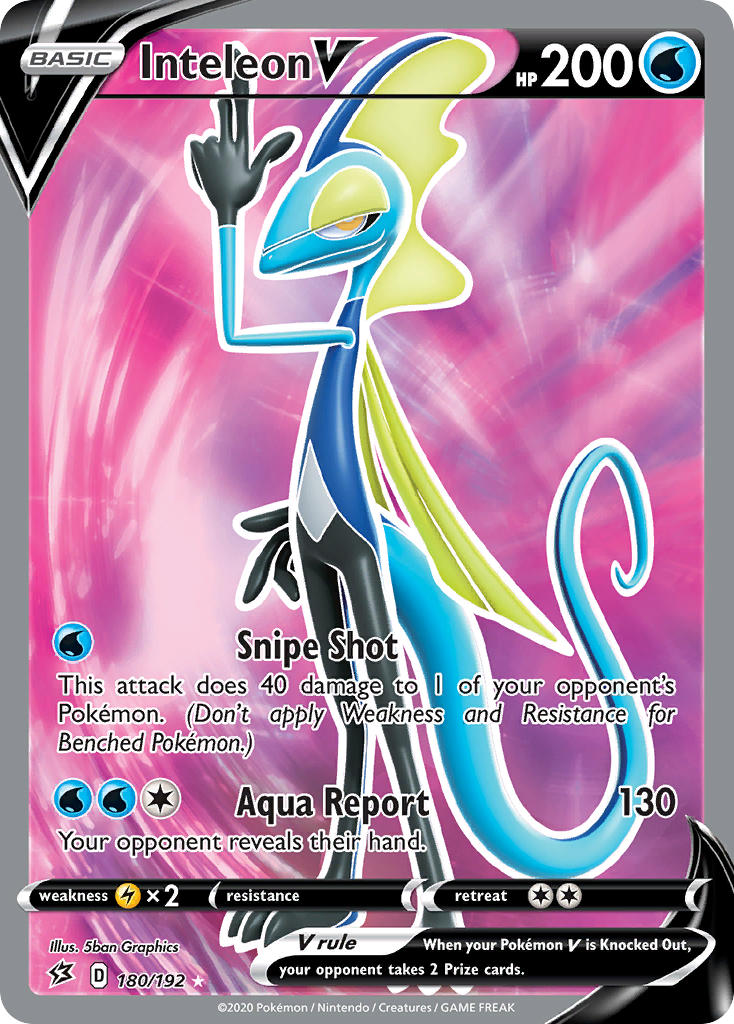 BASIC Inteleon V HP 200
Snipe Shot
This attack does 40 damage to 1 of your opponent's
Pokémon. (Don't apply Weakness and Resistance for
Benched Pokémon.)
Aqua Report 130
Your opponent reveals their hand.
weakness ×2 resistance retreat
Illus. 5ban Graphics
V rule When your Pokémon V is Knocked Out,
your opponent takes 2 Prize cards.
D 180/192 ★
©2020 Pokémon / Nintendo / Creatures / GAME FREAK